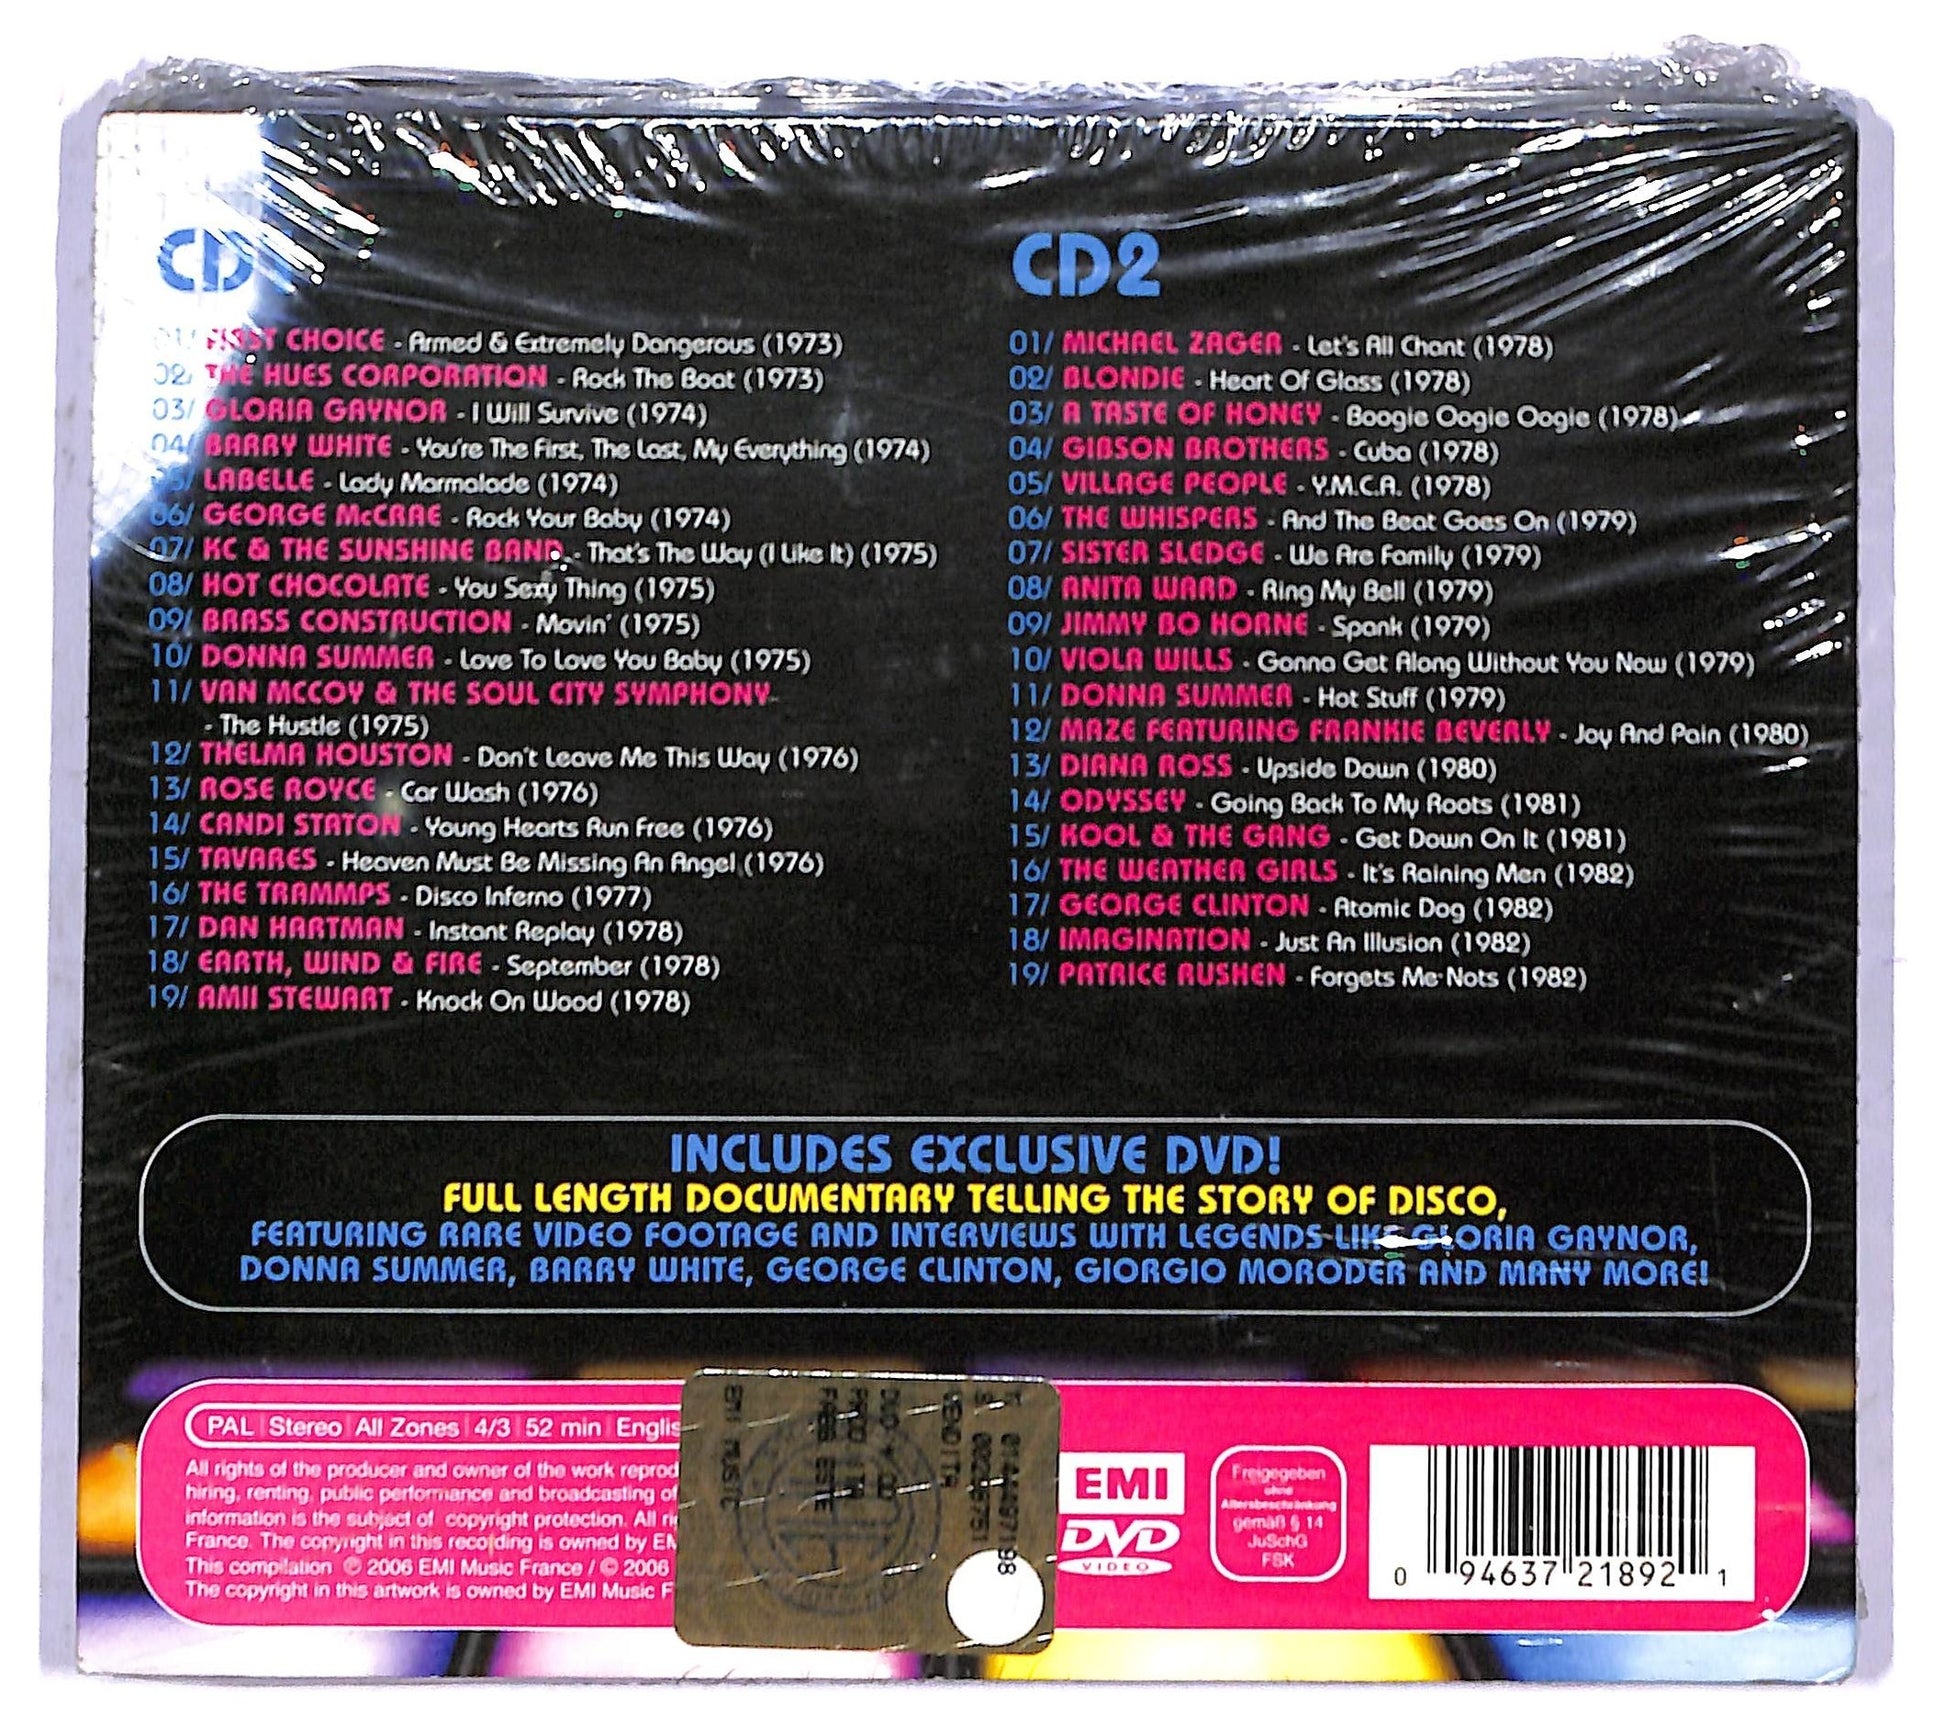 CD1
01/ FIRST CHOICE - Armed & Extremely Dangerous (1973)
02/ THE HUES CORPORATION - Rock The Boat (1973)
03/ GLORIA GAYNOR - I Will Survive (1974)
04/ BARRY WHITE - You're The First, The Last, My Everything (1974)
05/ LABELLE - Lady Marmalade (1974)
06/ GEORGE McCRAE - Rock Your Baby (1974)
07/ KC & THE SUNSHINE BAND - That's The Way (I Like It) (1975)
08/ HOT CHOCOLATE - You Sexy Thing (1975)
09/ BRASS CONSTRUCTION - Movin' (1975)
10/ DONNA SUMMER - Love To Love You Baby (1975)
11/ VAN MCCOY & THE SOUL CITY SYMPHONY
- The Hustle (1975)
12/ THELMA HOUSTON - Don't Leave Me This Way (1976)
13/ ROSE ROYCE - Car Wash (1976)
14/ CANDI STATON - Young Hearts Run Free (1976)
15/ TAVARES - Heaven Must Be Missing An Angel (1976)
16/ THE TRAMMPS - Disco Inferno (1977)
17/ DAN HARTMAN - Instant Replay (1978)
18/ EARTH, WIND & FIRE - September (1978)
19/ AMII STEWART - Knock On Wood (1978)
CD2
01/ MICHAEL ZAGER - Let's All Chant (1978)
02/ BLONDIE - Heart Of Glass (1978)
03/ A TASTE OF HONEY - Boogie Oogie Oogie (1978)
04/ GIBSON BROTHERS - Cuba (1978)
05/ VILLAGE PEOPLE - Y.M.C.A. (1978)
06/ THE WHISPERS - And The Beat Goes On (1979)
07/ SISTER SLEDGE - We Are Family (1979)
08/ ANITA WARD - Ring My Bell (1979)
09/ JIMMY BO HORNE - Spank (1979)
10/ VIOLA WILLS - Gonna Get Along Without You Now (1979)
11/ DONNA SUMMER - Hot Stuff (1979)
12/ MAZE FEATURING FRANKIE BEVERLY - Joy And Pain (1980)
13/ DIANA ROSS - Upside Down (1980)
14/ ODYSSEY - Going Back To My Roots (1981)
15/ KOOL & THE GANG - Get Down On It (1981)
16/ THE WEATHER GIRLS - It's Raining Men (1982)
17/ GEORGE CLINTON - Atomic Dog (1982)
18/ IMAGINATION - Just An Illusion (1982)
19/ PATRICE RUSHEN - Forgets Me Nots (1982)
INCLUDES EXCLUSIVE DVD!
FULL LENGTH DOCUMENTARY TELLING THE STORY OF DISCO,
FEATURING RARE VIDEO FOOTAGE AND INTERVIEWS WITH LEGENDS LIKE GLORIA GAYNOR,
DONNA SUMMER, BARRY WHITE, GEORGE CLINTON, GIORGIO MORODER AND MANY MORE!
PAL Stereo All Zones 4/3 52 min Englis
All rights of the producer and owner of the work reprod
hiring, renting, public performance and broadcasting of
information is the subject of copyright protection. All ri
France. The copyright in this recording is owned by EM
This compilation ℗ 2006 EMI Music France / © 2006
The copyright in this artwork is owned by EMI Music F
VENDITA
EMI MUSIC
EMI
DVD
VIDEO
Freigegeben
ohne
Altersbeschränkung
gemäß § 14
JuSchG
FSK
0 94637 21892 1